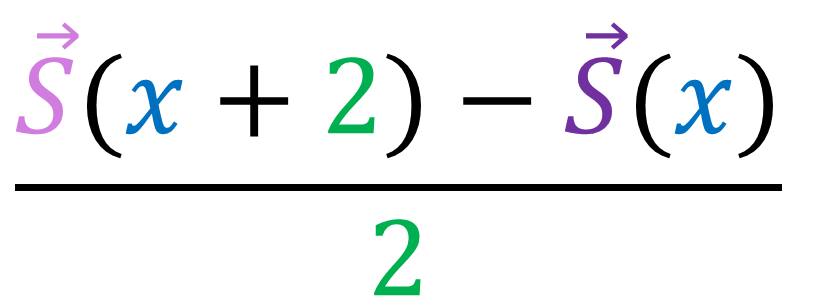 S⃗(x + 2) − S⃗(x)
2